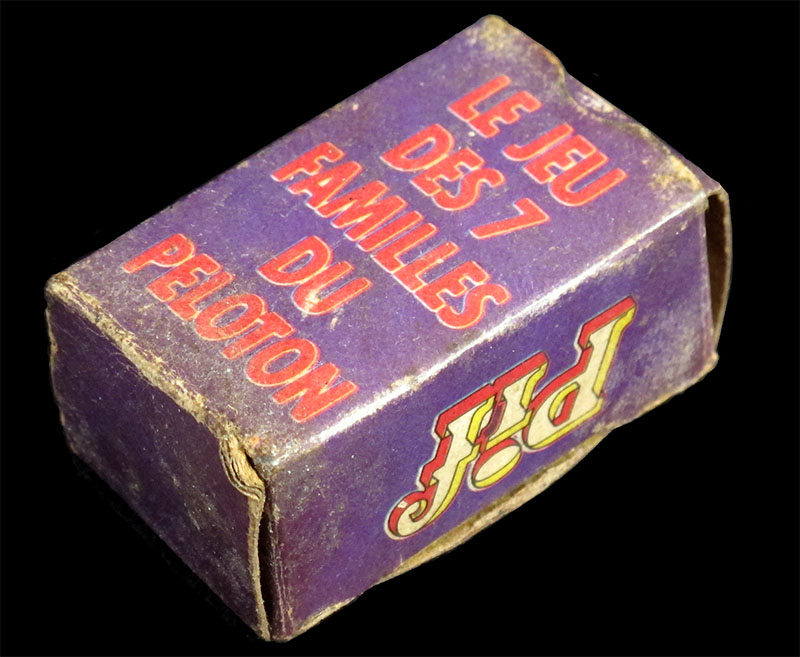 LE JEU
DES 7
FAMILLES
DU
PELOTON
Pif